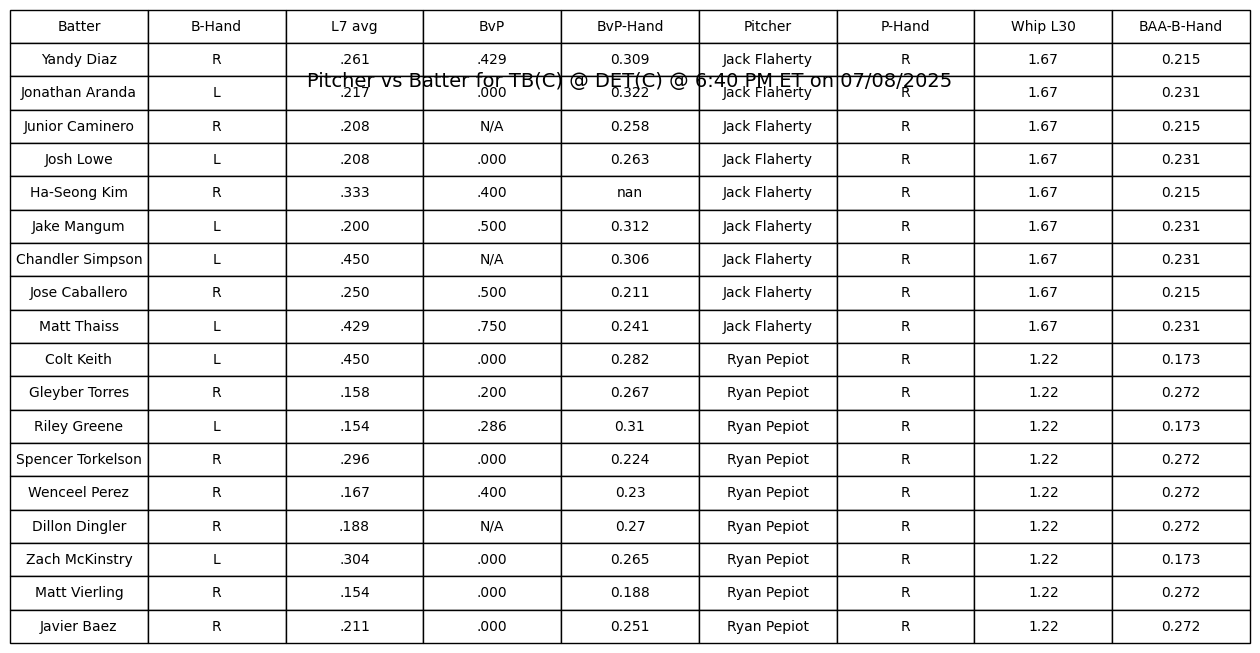 Batter B-Hand L7 avg BvP BvP-Hand Pitcher P-Hand Whip L30 BAA-B-Hand
Yandy Diaz R .261 .429 0.309 Jack Flaherty R 1.67 0.215
Pitcher vs Batter for TB(C) @ DET(C) @ 6:40 PM ET on 07/08/2025
Jonathan Aranda L .217 .000 0.322 Jack Flaherty R 1.67 0.231
Junior Caminero R .208 N/A 0.258 Jack Flaherty R 1.67 0.215
Josh Lowe L .208 .000 0.263 Jack Flaherty R 1.67 0.231
Ha-Seong Kim R .333 .400 nan Jack Flaherty R 1.67 0.215
Jake Mangum L .200 .500 0.312 Jack Flaherty R 1.67 0.231
Chandler Simpson L .450 N/A 0.306 Jack Flaherty R 1.67 0.231
Jose Caballero R .250 .500 0.211 Jack Flaherty R 1.67 0.215
Matt Thaiss L .429 .750 0.241 Jack Flaherty R 1.67 0.231
Colt Keith L .450 .000 0.282 Ryan Pepiot R 1.22 0.173
Gleyber Torres R .158 .200 0.267 Ryan Pepiot R 1.22 0.272
Riley Greene L .154 .286 0.31 Ryan Pepiot R 1.22 0.173
Spencer Torkelson R .296 .000 0.224 Ryan Pepiot R 1.22 0.272
Wenceel Perez R .167 .400 0.23 Ryan Pepiot R 1.22 0.272
Dillon Dingler R .188 N/A 0.27 Ryan Pepiot R 1.22 0.272
Zach McKinstry L .304 .000 0.265 Ryan Pepiot R 1.22 0.173
Matt Vierling R .154 .000 0.188 Ryan Pepiot R 1.22 0.272
Javier Baez R .211 .000 0.251 Ryan Pepiot R 1.22 0.272